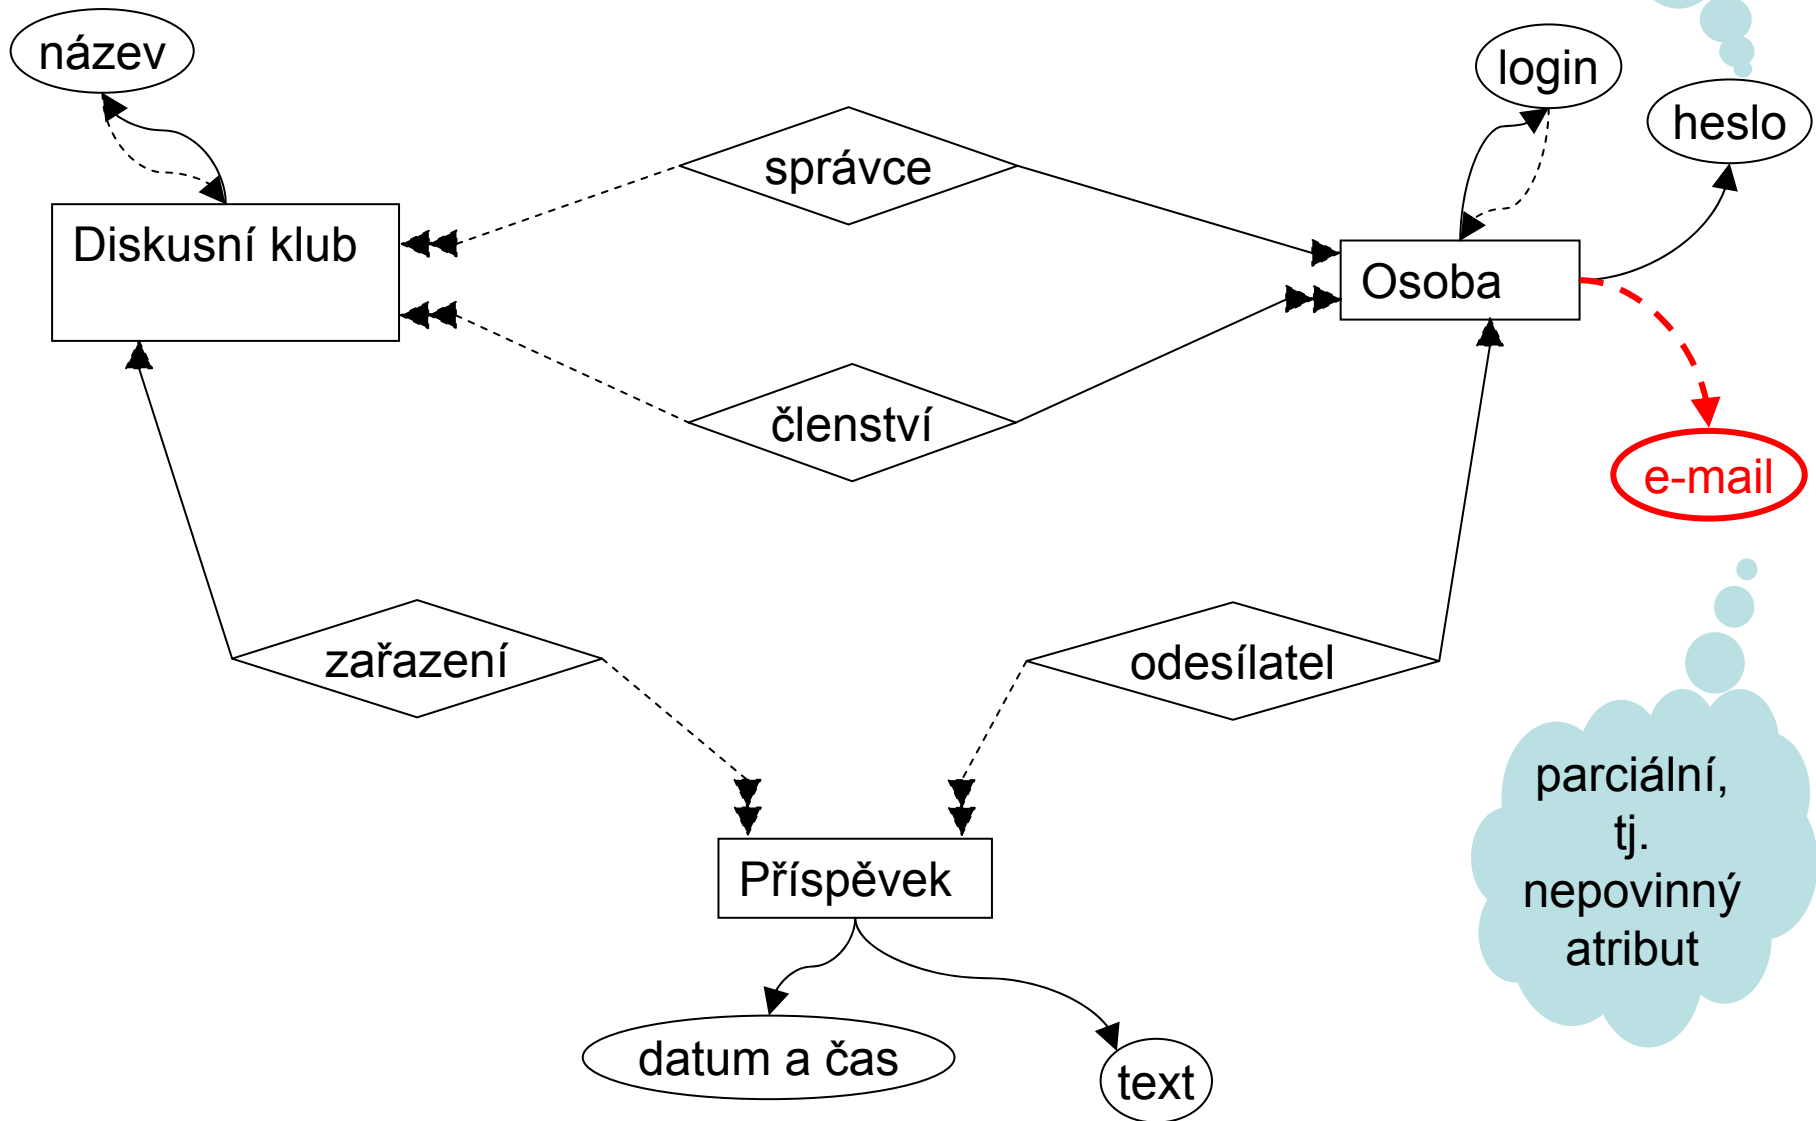 název
login
heslo
správce
Diskusní klub
Osoba
členství
e-mail
zařazení
odesílatel
parciální,
tj.
nepovinný
atribut
Příspěvek
datum a čas
text